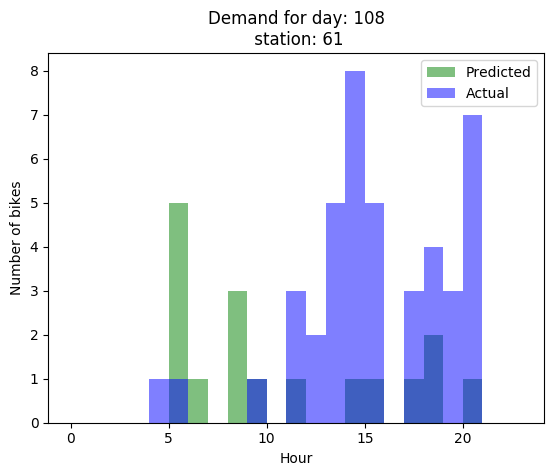 Demand for day: 108
station: 61
Predicted
Actual
Number of bikes
8
7
6
5
4
3
2
1
0
0 5 10 15 20
Hour